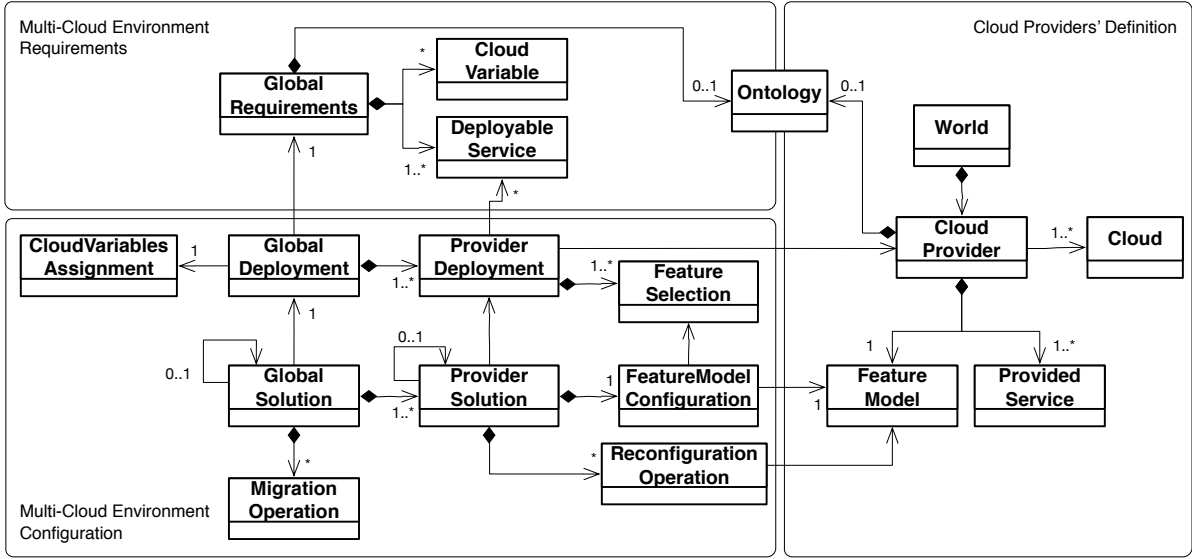 Multi-Cloud Environment
Requirements
Cloud Providers' Definition
*
Cloud
Variable
Global
Requirements
0..1
Ontology
0..1
Deployable
Service
World
1
1..*
*
CloudVariables
Assignment
1
Global
Deployment
1..*
Provider
Deployment
1..*
Feature
Selection
Cloud
Provider
1..*
Cloud
1
0..1
0..1
Global
Solution
1..*
Provider
Solution
1
FeatureModel
Configuration
1
1
Feature
Model
1..*
Provided
Service
*
*
Reconfiguration
Operation
Migration
Operation
Multi-Cloud Environment
Configuration